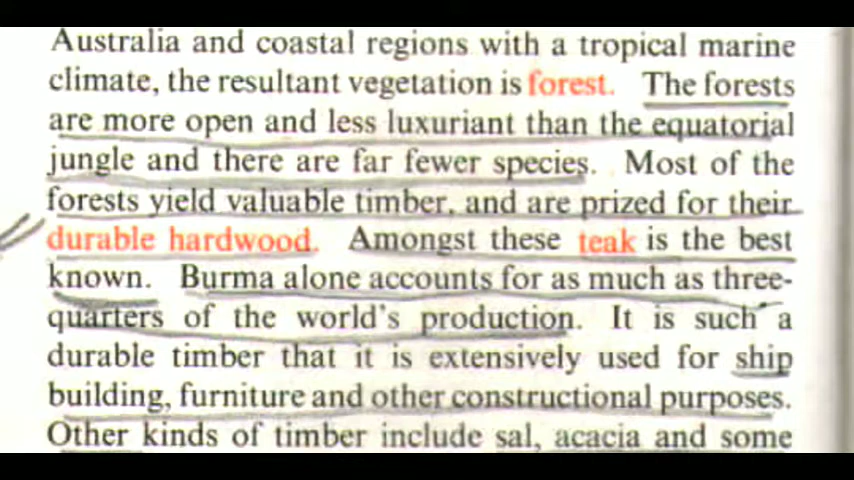 Australia and coastal regions with a tropical marine
climate, the resultant vegetation is forest. The forests
are more open and less luxuriant than the equatorial
jungle and there are far fewer species. Most of the
forests yield valuable timber, and are prized for their
durable hardwood. Amongst these teak is the best
known. Burma alone accounts for as much as three-
quarters of the world's production. It is such a
durable timber that it is extensively used for ship
building, furniture and other constructional purposes.
Other kinds of timber include sal, acacia and some